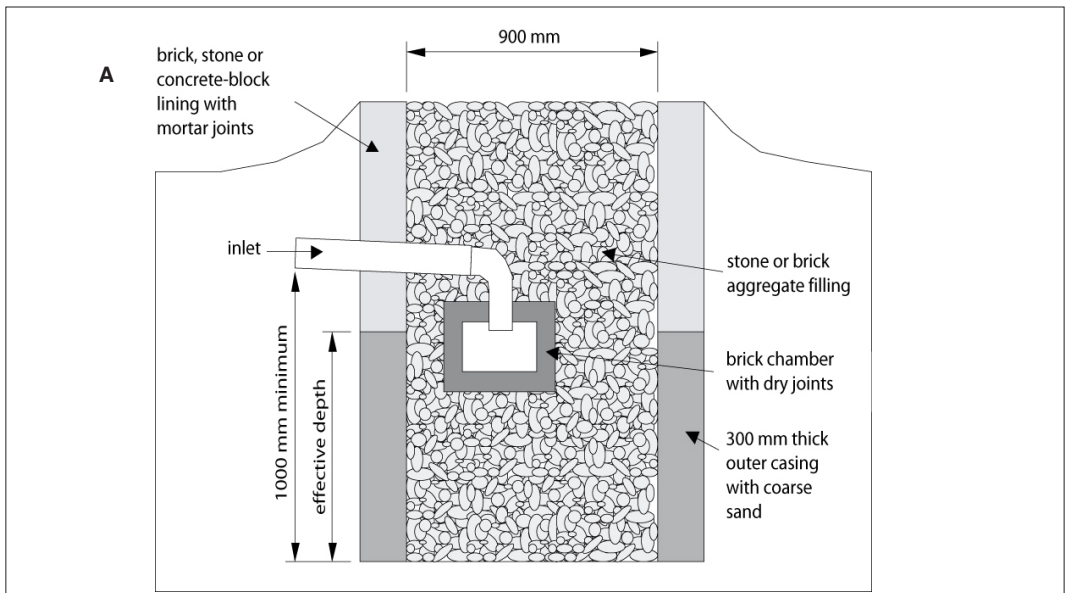 900 mm
A
brick, stone or
concrete-block
lining with
mortar joints
inlet
stone or brick
aggregate filling
1000 mm minimum
effective depth
brick chamber
with dry joints
300 mm thick
outer casing
with coarse
sand